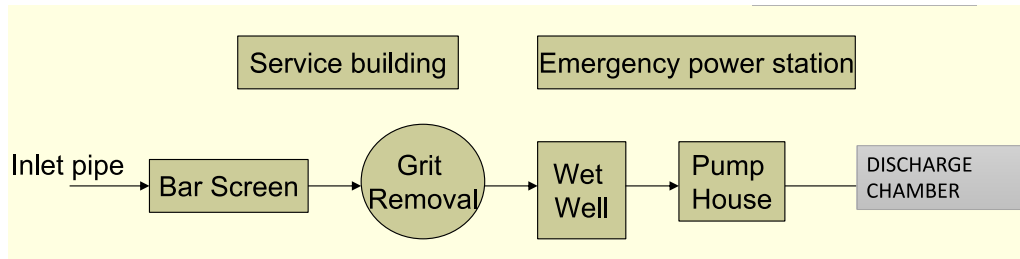 Service building
Emergency power station
Inlet pipe
Bar Screen
Grit
Removal
Wet
Well
Pump
House
DISCHARGE
CHAMBER